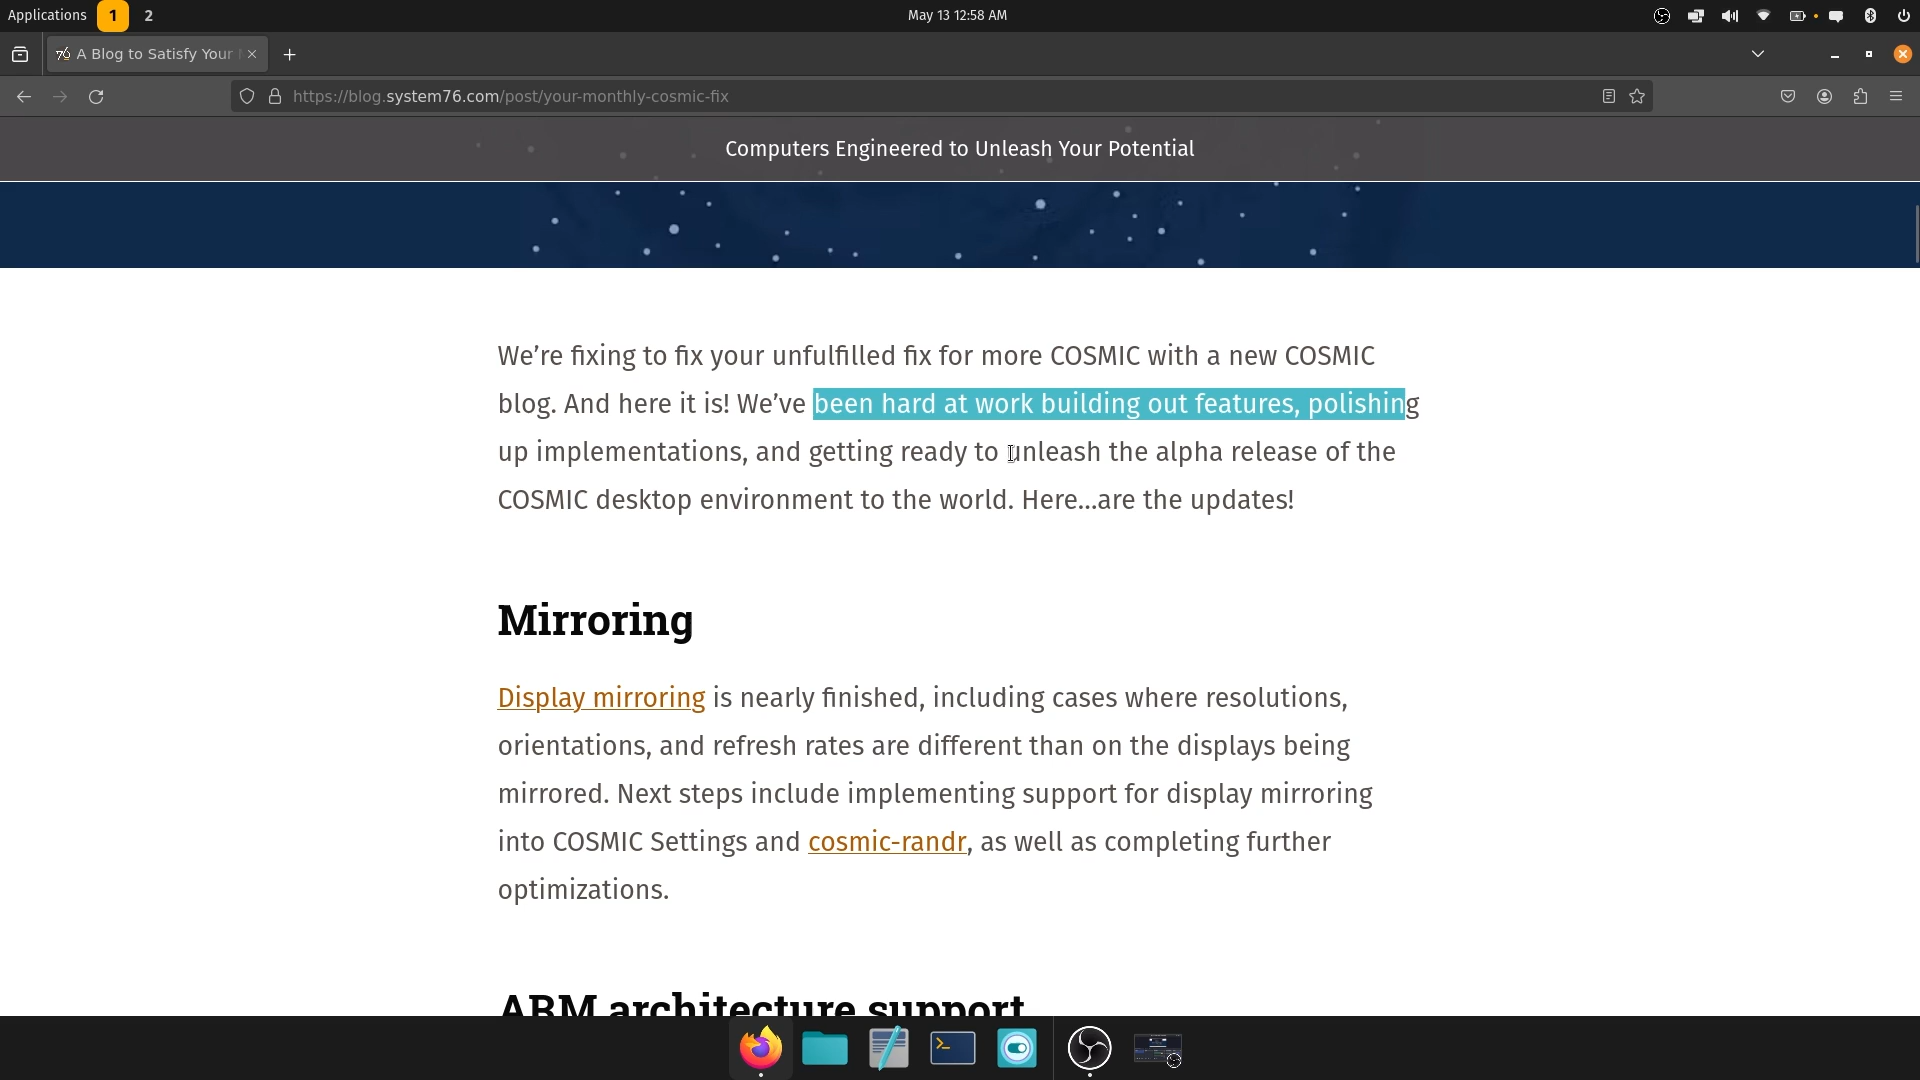 Applications 1 2 May 13 12:58 AM
A Blog to Satisfy Your
https://blog.system76.com/post/your-monthly-cosmic-fix
Computers Engineered to Unleash Your Potential
We’re fixing to fix your unfulfilled fix for more COSMIC with a new COSMIC
blog. And here it is! We’ve been hard at work building out features, polishing
up implementations, and getting ready to unleash the alpha release of the
COSMIC desktop environment to the world. Here...are the updates!
Mirroring
Display mirroring is nearly finished, including cases where resolutions,
orientations, and refresh rates are different than on the displays being
mirrored. Next steps include implementing support for display mirroring
into COSMIC Settings and cosmic-randr, as well as completing further
optimizations.
ARM architecture support